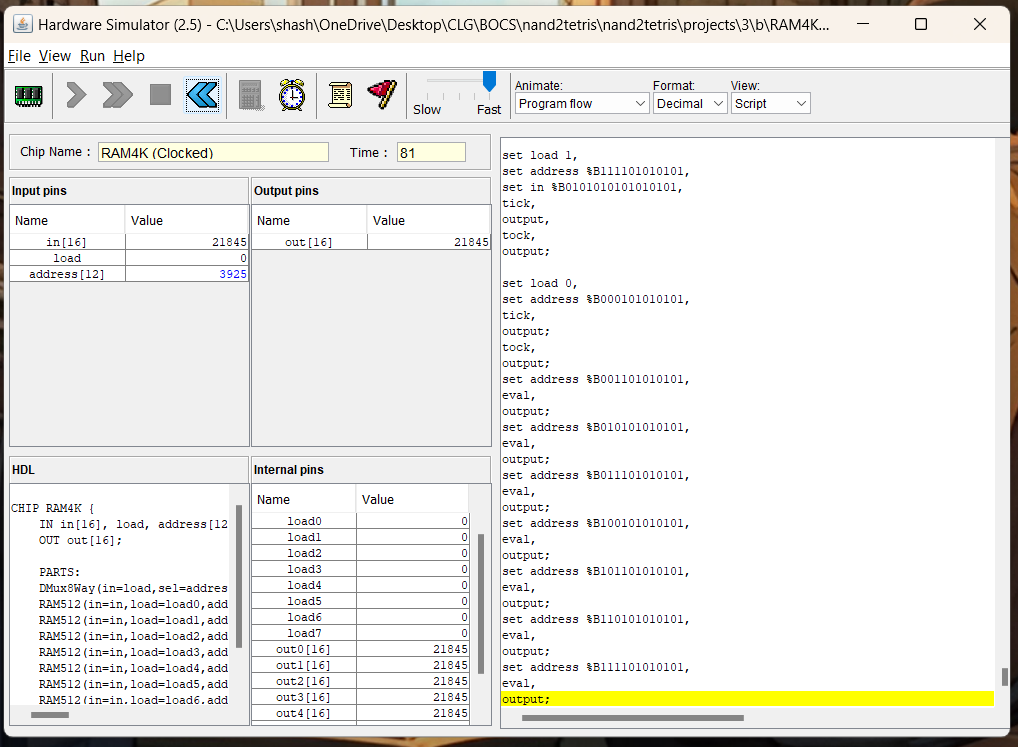 Hardware Simulator (2.5) - C:\Users\shash\OneDrive\Desktop\CLG\BOCS\nand2tetris\nand2tetris\projects\3\b\RAM4K...
File View Run Help
Slow Fast
Animate: Format: View:
Program flow Decimal Script
Chip Name : RAM4K (Clocked) Time : 81
Input pins
Name Value
in[16] 21845
load 0
address[12] 3925
Output pins
Name Value
out[16] 21845
HDL
CHIP RAM4K {
IN in[16], load, address[12
OUT out[16];
PARTS:
DMux8Way(in=load,sel=addres
RAM512(in=in,load=load0,add
RAM512(in=in,load=load1,add
RAM512(in=in,load=load2,add
RAM512(in=in,load=load3,add
RAM512(in=in,load=load4,add
RAM512(in=in,load=load5,add
RAM512(in=in,load=load6,add
Internal pins
Name Value
load0 0
load1 0
load2 0
load3 0
load4 0
load5 0
load6 0
load7 0
out0[16] 21845
out1[16] 21845
out2[16] 21845
out3[16] 21845
out4[16] 21845
set load 1,
set address %B111101010101,
set in %B0101010101010101,
tick,
output,
tock,
output;
set load 0,
set address %B000101010101,
tick,
output;
tock,
output;
set address %B001101010101,
eval,
output;
set address %B010101010101,
eval,
output;
set address %B011101010101,
eval,
output;
set address %B100101010101,
eval,
output;
set address %B101101010101,
eval,
output;
set address %B110101010101,
eval,
output;
set address %B111101010101,
eval,
output;